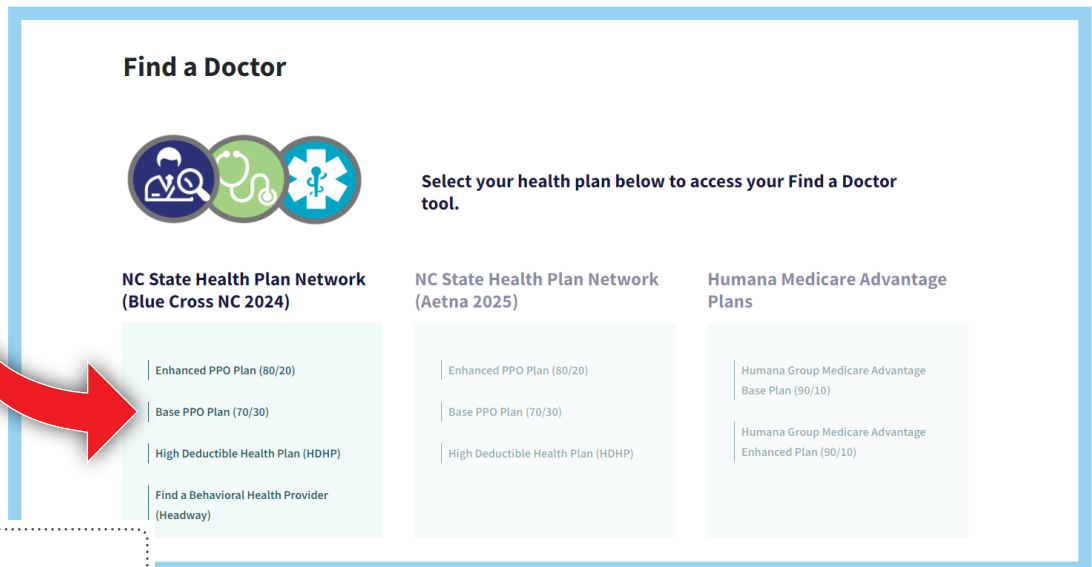 Find a Doctor
Select your health plan below to access your Find a Doctor
tool.
NC State Health Plan Network
(Blue Cross NC 2024)
Enhanced PPO Plan (80/20)
Base PPO Plan (70/30)
High Deductible Health Plan (HDHP)
Find a Behavioral Health Provider
(Headway)
NC State Health Plan Network
(Aetna 2025)
Enhanced PPO Plan (80/20)
Base PPO Plan (70/30)
High Deductible Health Plan (HDHP)
Humana Medicare Advantage
Plans
Humana Group Medicare Advantage
Base Plan (90/10)
Humana Group Medicare Advantage
Enhanced Plan (90/10)